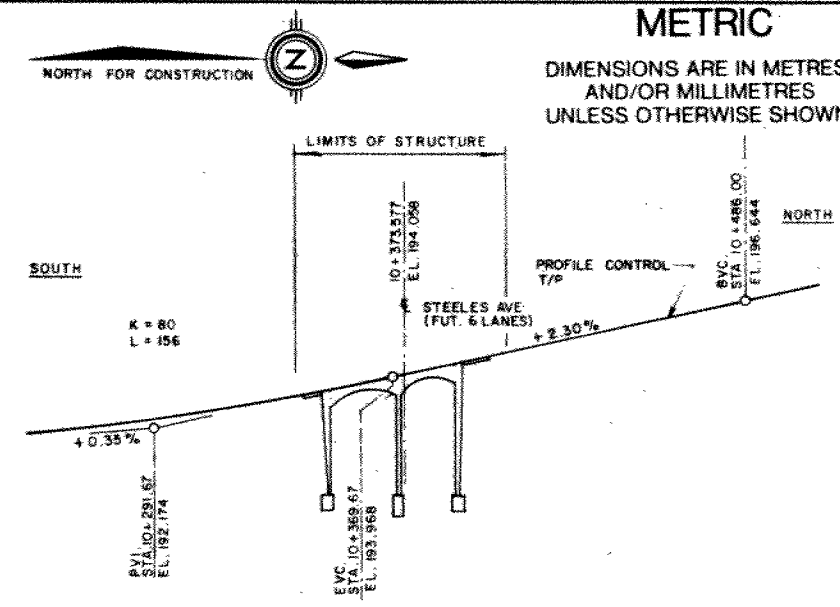 METRIC
DIMENSIONS ARE IN METRES
AND/OR MILLIMETRES
UNLESS OTHERWISE SHOWN
Z
NORTH FOR CONSTRUCTION
LIMITS OF STRUCTURE
10+373.577
EL. 194.058
BVC
STA. 10+486.00
EL. 196.644
NORTH
SOUTH
PROFILE CONTROL
T/P
℄ STEELES AVE
(FUT. 6 LANES)
K = 80
L = 156
+2.30%
+0.35%
PVI
STA. 10+291.67
EL. 192.174
EVC
STA. 10+369.67
EL. 193.968